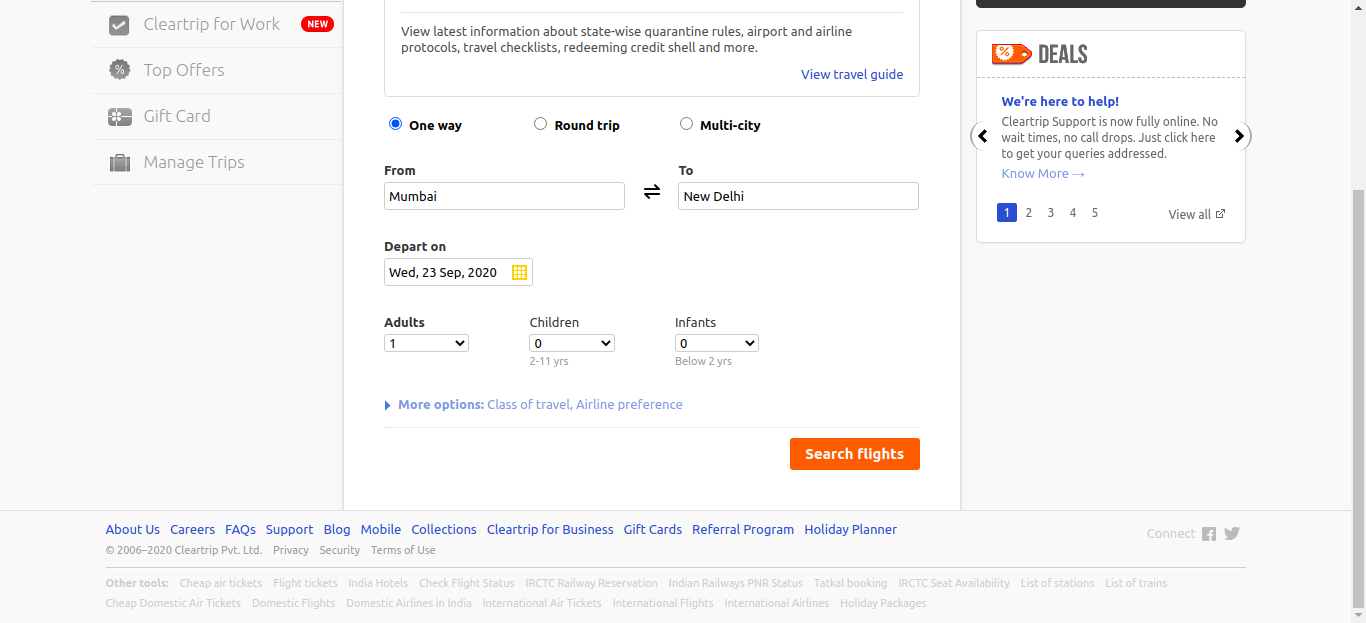 Cleartrip for Work NEW
Top Offers
Gift Card
Manage Trips
View latest information about state-wise quarantine rules, airport and airline
protocols, travel checklists, redeeming credit shell and more.
View travel guide
One way Round trip Multi-city
From To
Mumbai New Delhi
Depart on
Wed, 23 Sep, 2020
Adults Children Infants
1 0 0
2-11 yrs Below 2 yrs
More options: Class of travel, Airline preference
Search flights
% DEALS
We're here to help!
Cleartrip Support is now fully online. No
wait times, no call drops. Just click here
to get your queries addressed.
Know More →
1 2 3 4 5 View all
About Us Careers FAQs Support Blog Mobile Collections Cleartrip for Business Gift Cards Referral Program Holiday Planner
© 2006–2020 Cleartrip Pvt. Ltd. Privacy Security Terms of Use
Connect
Other tools: Cheap air tickets Flight tickets India Hotels Check Flight Status IRCTC Railway Reservation Indian Railways PNR Status Tatkal booking IRCTC Seat Availability List of stations List of trains
Cheap Domestic Air Tickets Domestic Flights Domestic Airlines in India International Air Tickets International Flights International Airlines Holiday Packages